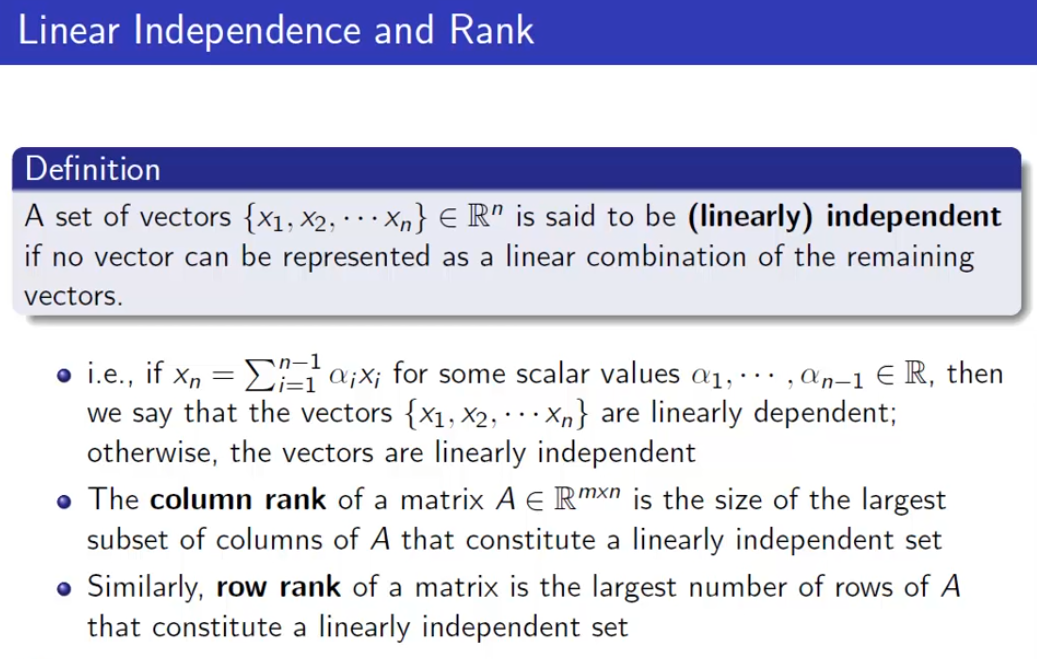 Linear Independence and Rank
Definition
A set of vectors {x₁, x₂, ⋯ xₙ} ∈ ℝⁿ is said to be (linearly) independent
if no vector can be represented as a linear combination of the remaining
vectors.
i.e., if xₙ = ∑ᵢ₌₁ⁿ⁻¹ αᵢxᵢ for some scalar values α₁, ⋯ , αₙ₋₁ ∈ ℝ, then
we say that the vectors {x₁, x₂, ⋯ xₙ} are linearly dependent;
otherwise, the vectors are linearly independent
The column rank of a matrix A ∈ ℝᵐˣⁿ is the size of the largest
subset of columns of A that constitute a linearly independent set
Similarly, row rank of a matrix is the largest number of rows of A
that constitute a linearly independent set